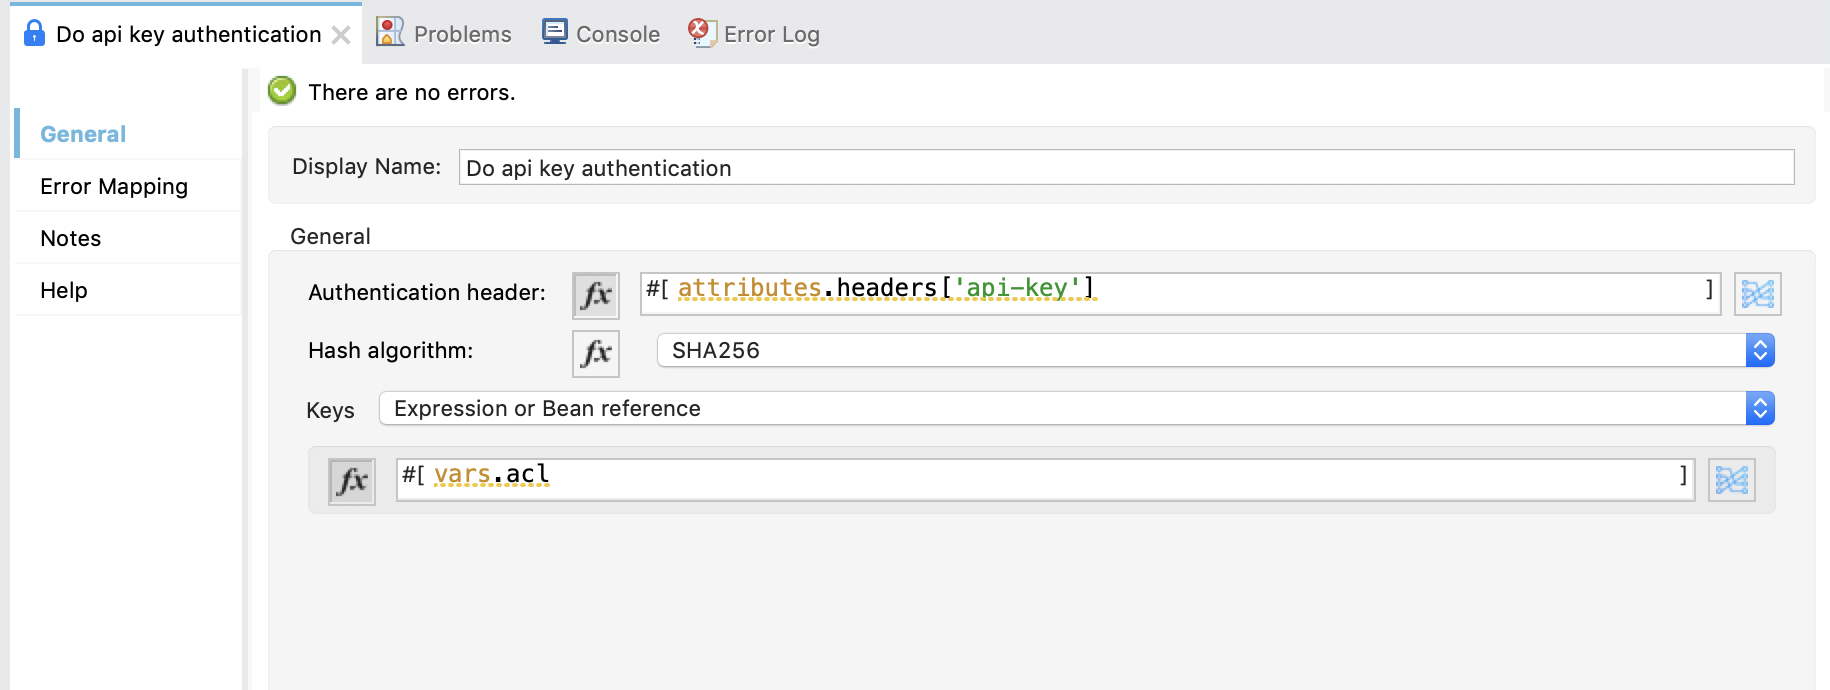 Do api key authentication Problems Console Error Log
There are no errors.
General
Error Mapping
Notes
Help
Display Name: Do api key authentication
General
Authentication header: fx #[ attributes.headers['api-key'] ]
Hash algorithm: fx SHA256
Keys Expression or Bean reference
fx #[ vars.acl ]